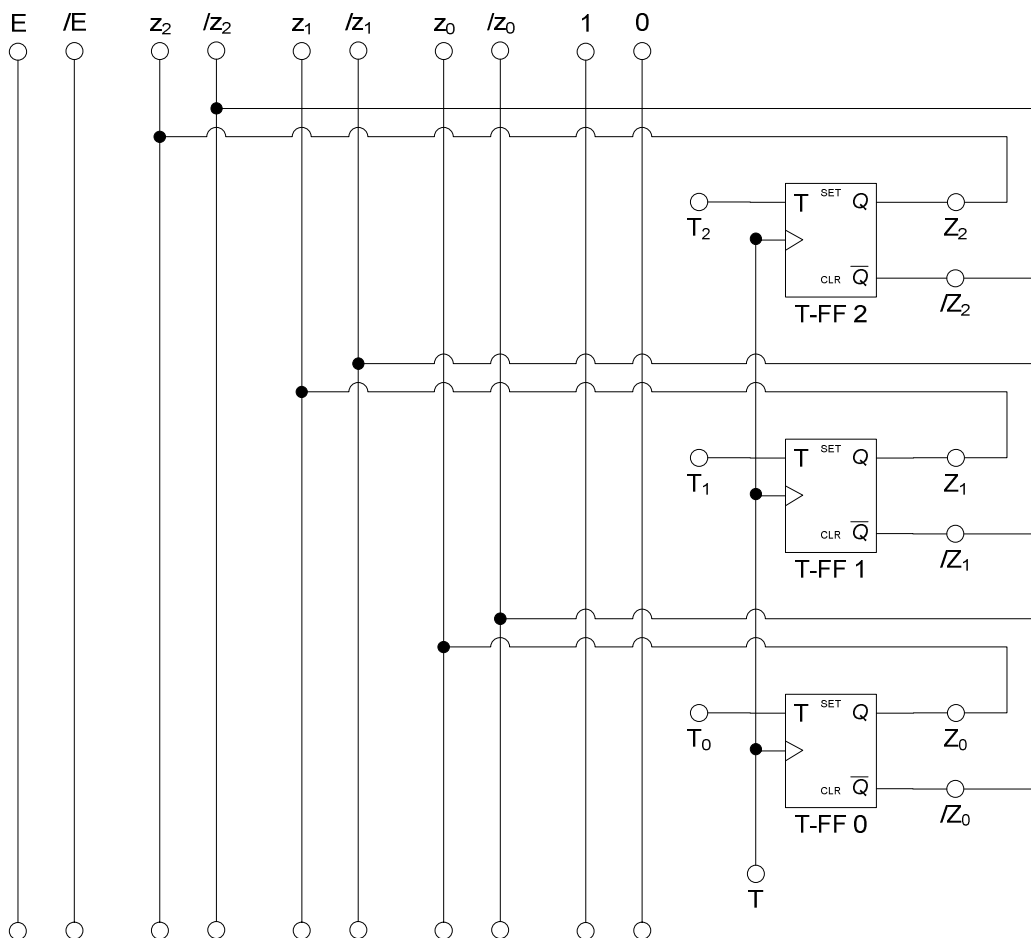 E /E z₂ /z₂ z₁ /z₁ z₀ /z₀ 1 0
T SET Q
T₂ Z₂
CLR Q̅
/Z₂
T-FF 2
T SET Q
T₁ Z₁
CLR Q̅
/Z₁
T-FF 1
T SET Q
T₀ Z₀
CLR Q̅
/Z₀
T-FF 0
T